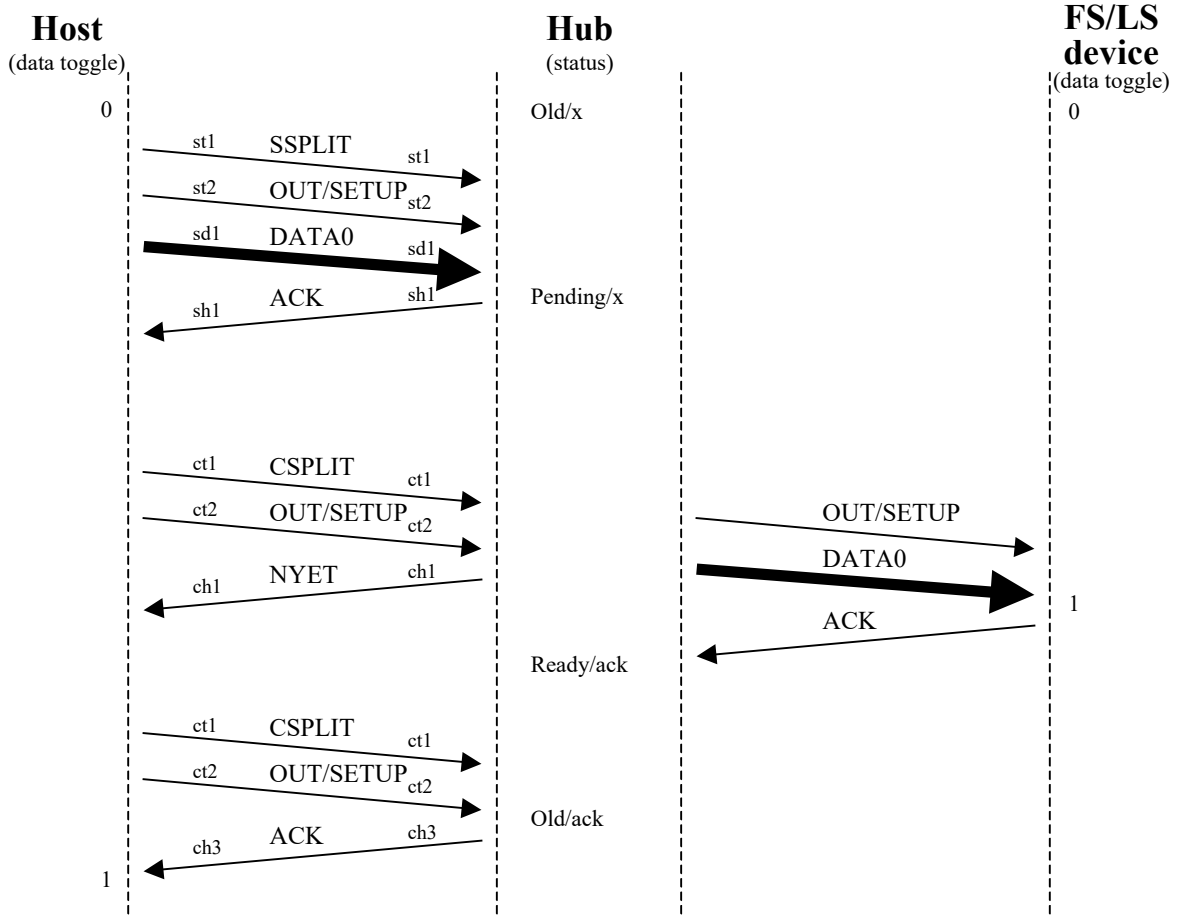 Host
(data toggle)
Hub
(status)
FS/LS
device
(data toggle)
0
Old/x
0
st1 SSPLIT st1
st2 OUT/SETUP st2
sd1 DATA0 sd1
Pending/x
sh1 ACK sh1
ct1 CSPLIT ct1
ct2 OUT/SETUP ct2
OUT/SETUP
DATA0
ch1 NYET ch1
1
ACK
Ready/ack
ct1 CSPLIT ct1
ct2 OUT/SETUP ct2
Old/ack
ch3 ACK ch3
1